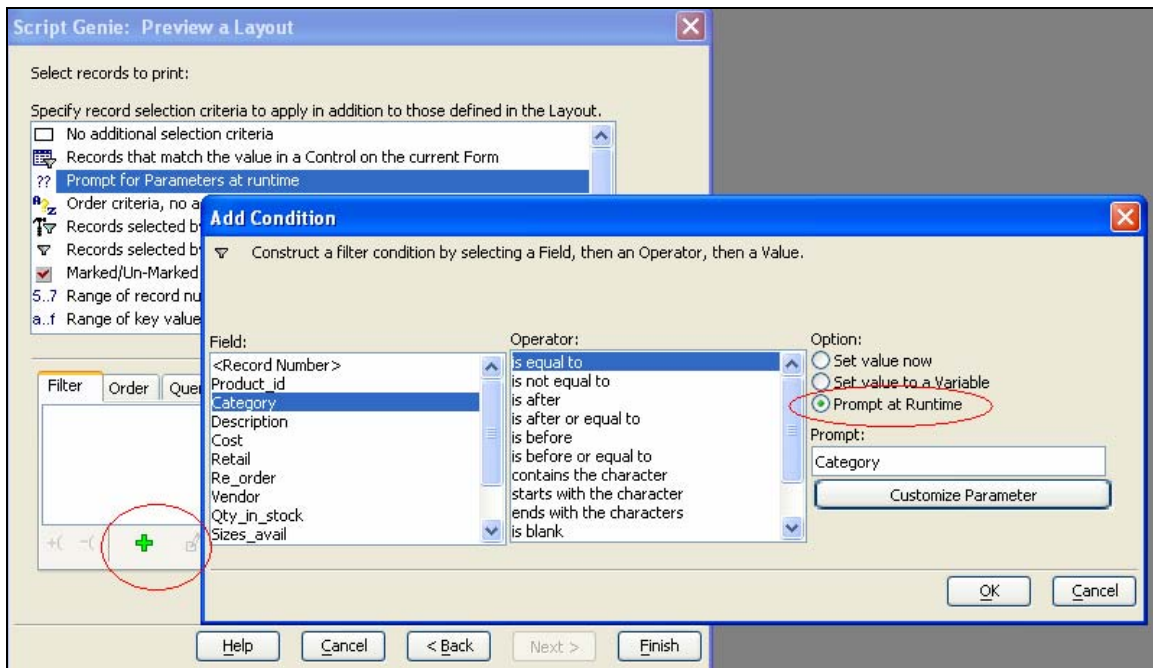 Script Genie: Preview a Layout
Select records to print:
Specify record selection criteria to apply in addition to those defined in the Layout.
No additional selection criteria
Records that match the value in a Control on the current Form
?? Prompt for Parameters at runtime
Order criteria, no a
Records selected b
Records selected b
Marked/Un-Marked
5..7 Range of record nu
a..f Range of key value
Filter Order Quer
+( -(
Help Cancel < Back Next > Finish
Add Condition
Construct a filter condition by selecting a Field, then an Operator, then a Value.
Field:
<Record Number>
Product_id
Category
Description
Cost
Retail
Re_order
Vendor
Qty_in_stock
Sizes_avail
Operator:
is equal to
is not equal to
is after
is after or equal to
is before
is before or equal to
contains the character
starts with the character
ends with the characters
is blank
Option:
Set value now
Set value to a Variable
Prompt at Runtime
Prompt:
Category
Customize Parameter
OK Cancel